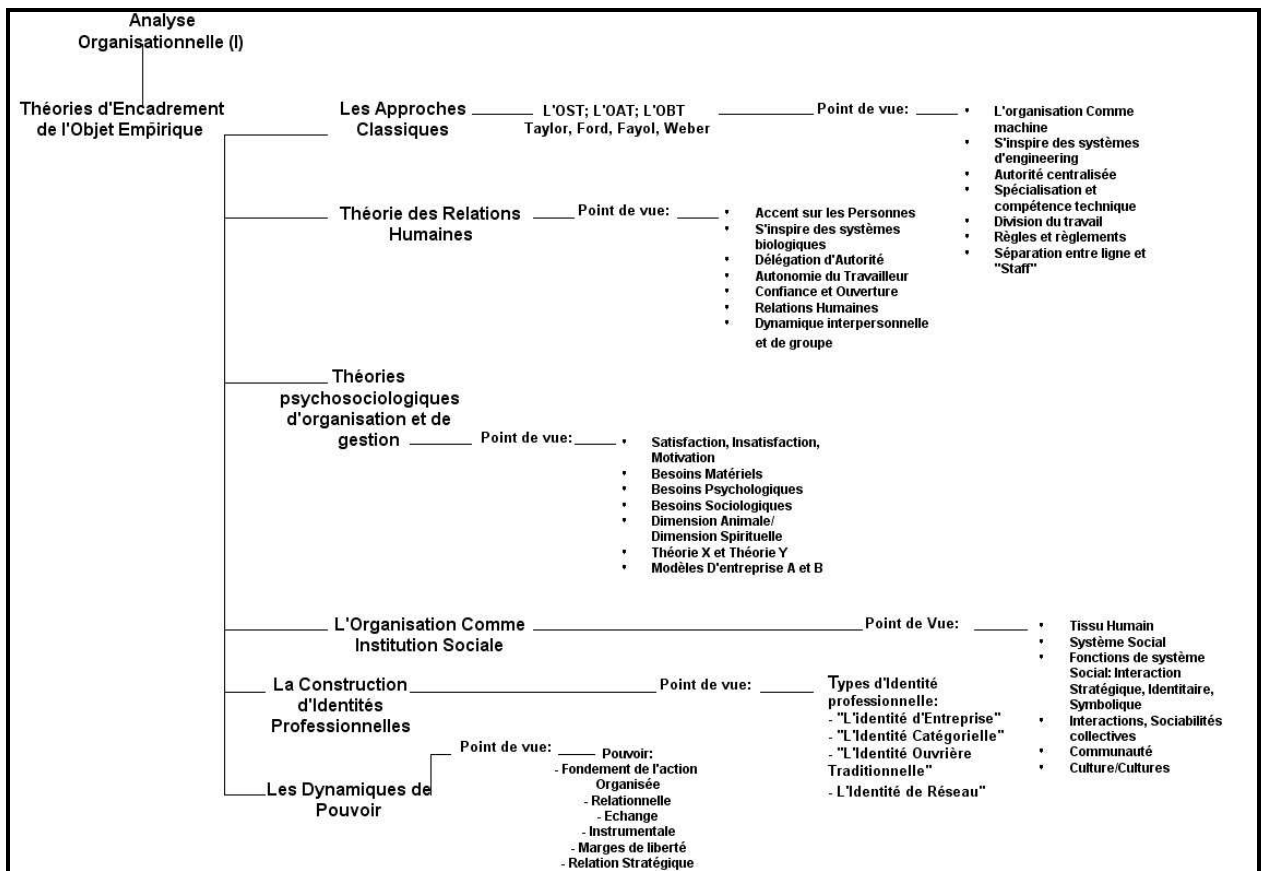 Analyse
Organisationnelle (I)
Théories d'Encadrement
de l'Objet Empirique
Les Approches
Classiques
L'OST; L'OAT; L'OBT
Taylor, Ford, Fayol, Weber
Point de vue:
• L'organisation Comme
machine
• S'inspire des systèmes
d'engineering
• Autorité centralisée
• Spécialisation et
compétence technique
• Division du travail
• Règles et règlements
• Séparation entre ligne et
"Staff"
Théorie des Relations
Humaines
Point de vue:
• Accent sur les Personnes
• S'inspire des systèmes
biologiques
• Délégation d'Autorité
• Autonomie du Travailleur
• Confiance et Ouverture
• Relations Humaines
• Dynamique interpersonnelle
et de groupe
Théories
psychosociologiques
d'organisation et de
gestion
Point de vue:
• Satisfaction, Insatisfaction,
Motivation
• Besoins Matériels
• Besoins Psychologiques
• Besoins Sociologiques
• Dimension Animale/
Dimension Spirituelle
• Théorie X et Théorie Y
• Modèles D'entreprise A et B
L'Organisation Comme
Institution Sociale
Point de Vue:
• Tissu Humain
• Système Social
• Fonctions de système
Social: Interaction
Stratégique, Identitaire,
Symbolique
• Interactions, Sociabilités
collectives
• Communauté
• Culture/Cultures
La Construction
d'Identités
Professionnelles
Point de vue:
Types d'Identité
professionnelle:
- "L'identité d'Entreprise"
- "L'Identité Catégorielle"
- "L'Identité Ouvrière
Traditionnelle"
- L'Identité de Réseau"
Les Dynamiques de
Pouvoir
Point de vue:
Pouvoir:
- Fondement de l'action
Organisée
- Relationnelle
- Echange
- Instrumentale
- Marges de liberté
- Relation Stratégique